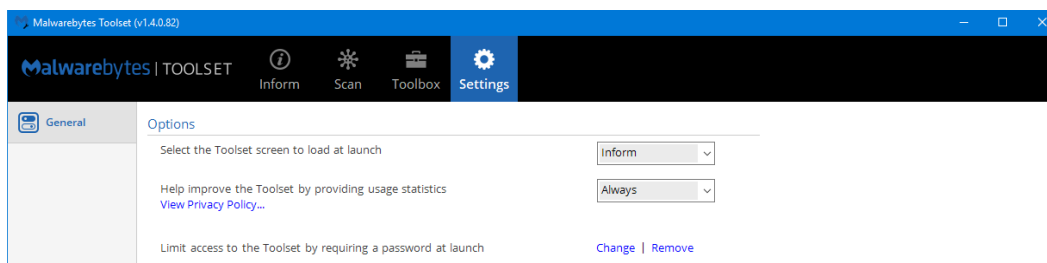 Malwarebytes Toolset (v1.4.0.82)
Malwarebytes | TOOLSET
Inform
Scan
Toolbox
Settings
General
Options
Select the Toolset screen to load at launch
Inform
Help improve the Toolset by providing usage statistics
Always
View Privacy Policy...
Limit access to the Toolset by requiring a password at launch
Change | Remove